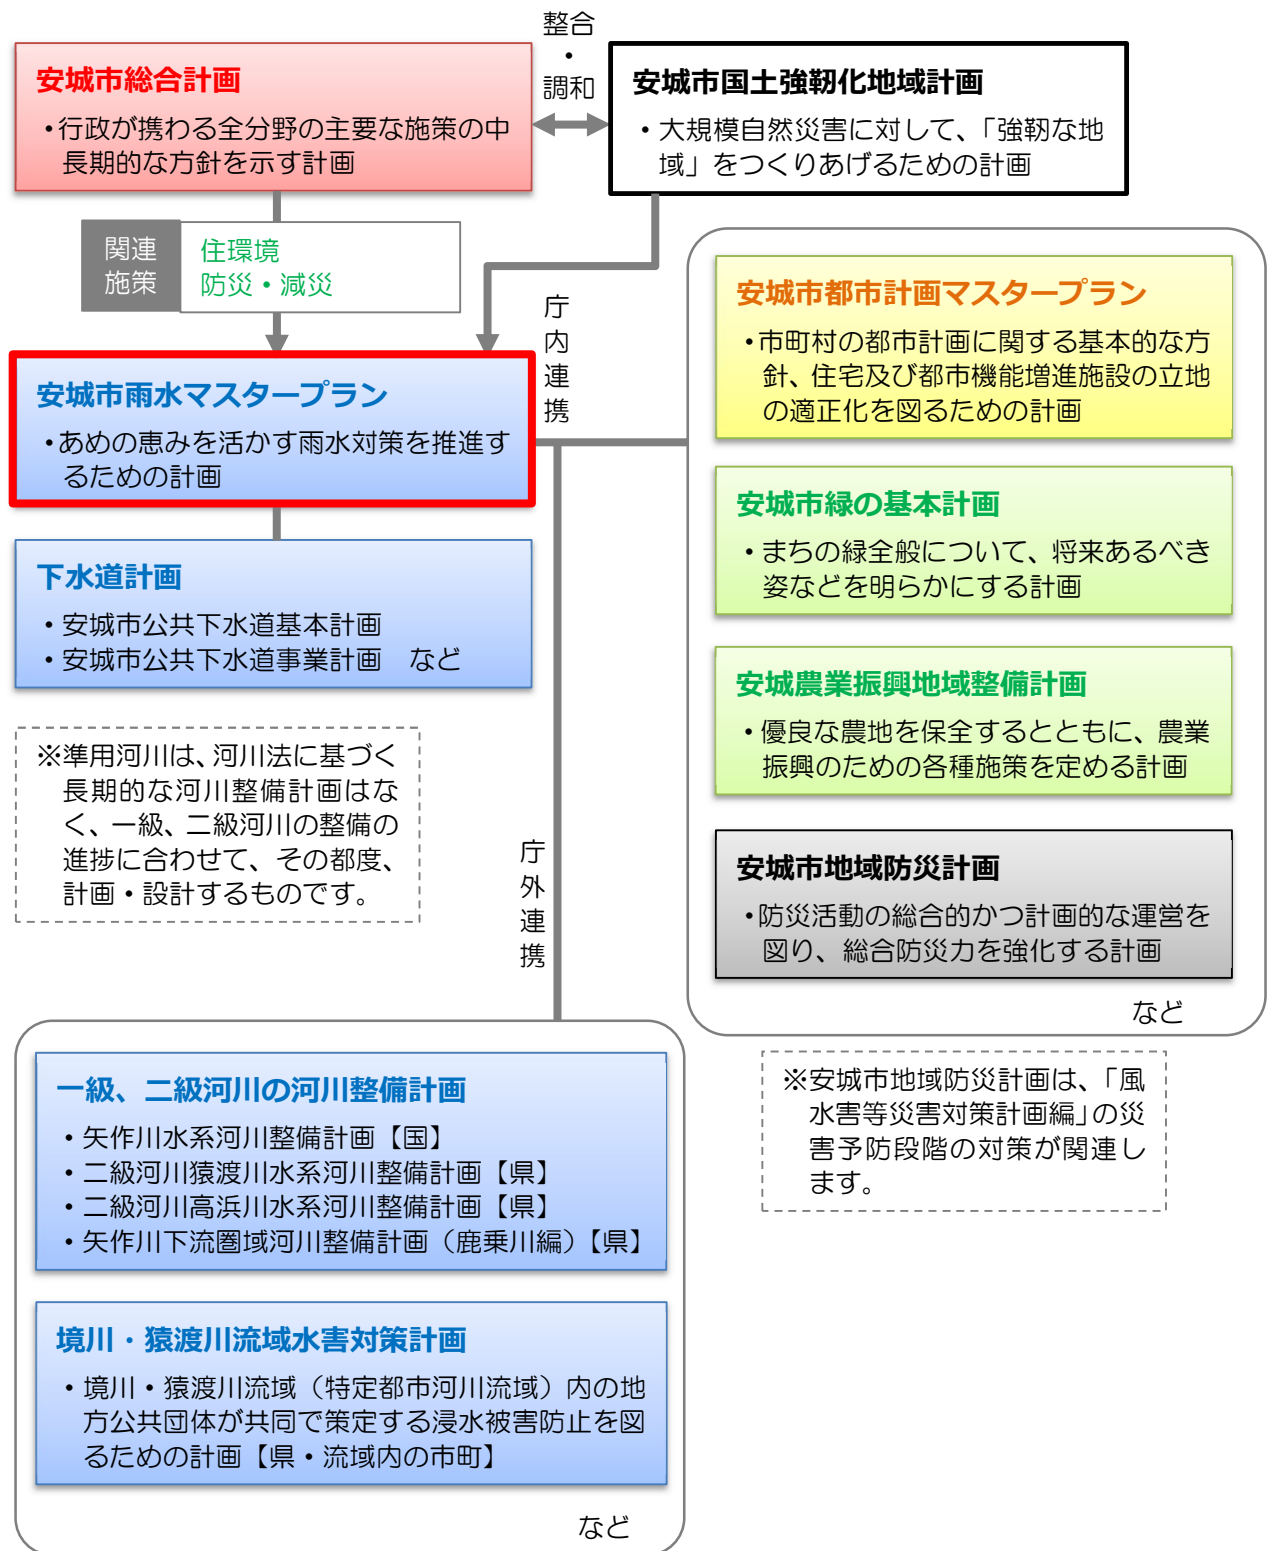 整合
・
調和
安城市総合計画
・行政が携わる全分野の主要な施策の中
長期的な方針を示す計画
安城市国土強靭化地域計画
・大規模自然災害に対して、「強靭な地
域」をつくりあげるための計画
関連
施策
住環境
防災・減災
庁内連携
安城市雨水マスタープラン
・あめの恵みを活かす雨水対策を推進す
るための計画
下水道計画
・安城市公共下水道基本計画
・安城市公共下水道事業計画　など
※準用河川は、河川法に基づく
長期的な河川整備計画はな
く、一級、二級河川の整備の
進捗に合わせて、その都度、
計画・設計するものです。
安城市都市計画マスタープラン
・市町村の都市計画に関する基本的な方
針、住宅及び都市機能増進施設の立地
の適正化を図るための計画
安城市緑の基本計画
・まちの緑全般について、将来あるべき
姿などを明らかにする計画
安城農業振興地域整備計画
・優良な農地を保全するとともに、農業
振興のための各種施策を定める計画
安城市地域防災計画
・防災活動の総合的かつ計画的な運営を
図り、総合防災力を強化する計画
など
※安城市地域防災計画は、「風
水害等災害対策計画編」の災
害予防段階の対策が関連し
ます。
庁外連携
一級、二級河川の河川整備計画
・矢作川水系河川整備計画【国】
・二級河川猿渡川水系河川整備計画【県】
・二級河川高浜川水系河川整備計画【県】
・矢作川下流圏域河川整備計画（鹿乗川編）【県】
境川・猿渡川流域水害対策計画
・境川・猿渡川流域（特定都市河川流域）内の地
方公共団体が共同で策定する浸水被害防止を図
るための計画【県・流域内の市町】
など